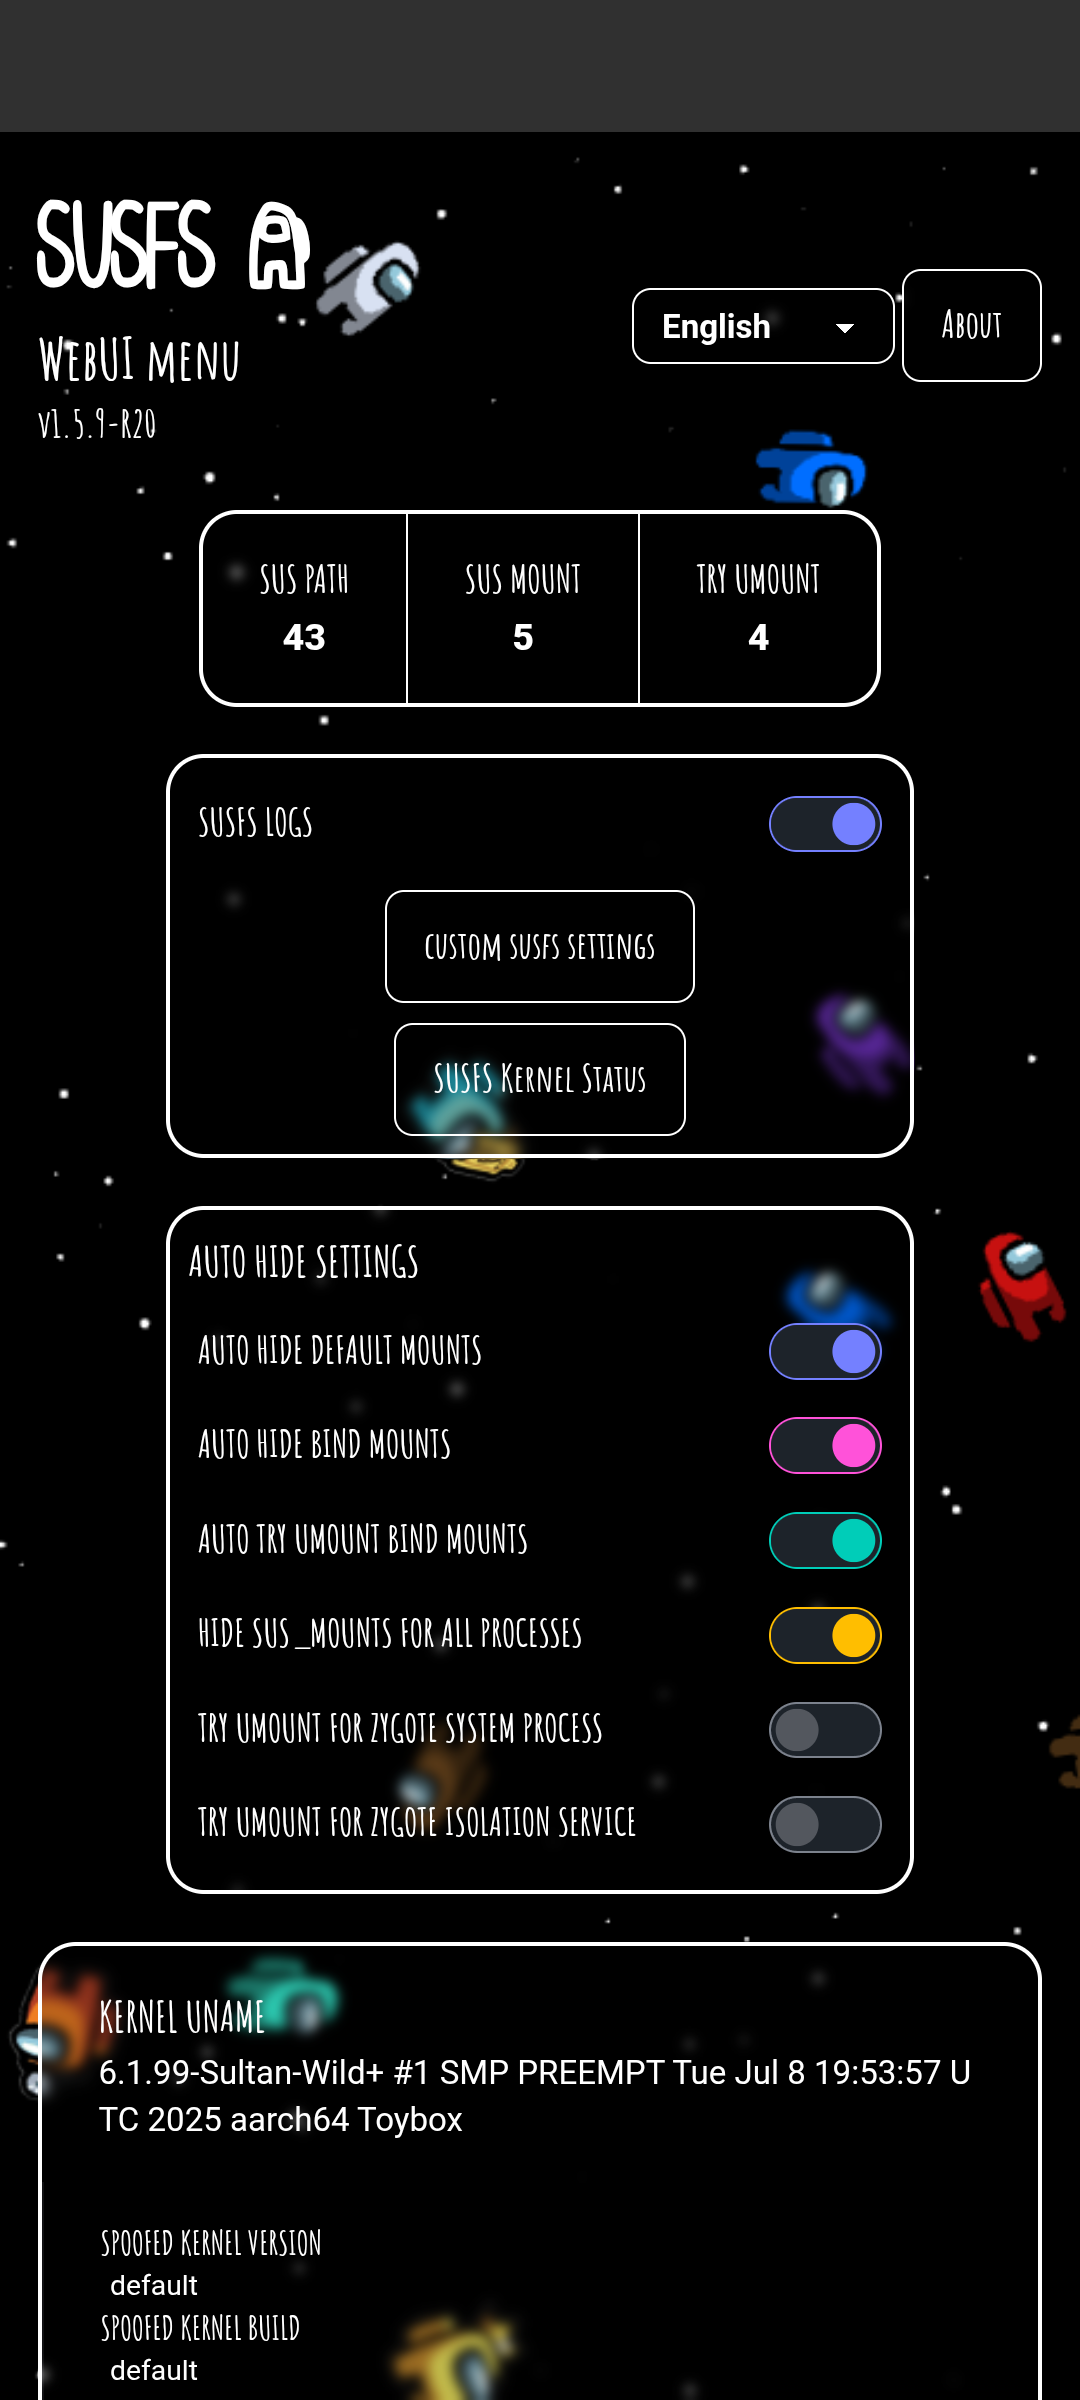 SUSFS
WebUI menu
v1.5.9-R20
English
About
SUS PATH
43
SUS MOUNT
5
TRY UMOUNT
4
SUSFS LOGS
custom susfs settings
SUSFS Kernel Status
AUTO HIDE SETTINGS
AUTO HIDE DEFAULT MOUNTS
AUTO HIDE BIND MOUNTS
AUTO TRY UMOUNT BIND MOUNTS
HIDE SUS_MOUNTS FOR ALL PROCESSES
TRY UMOUNT FOR ZYGOTE SYSTEM PROCESS
TRY UMOUNT FOR ZYGOTE ISOLATION SERVICE
KERNEL UNAME
6.1.99-Sultan-Wild+ #1 SMP PREEMPT Tue Jul 8 19:53:57 U
TC 2025 aarch64 Toybox
SPOOFED KERNEL VERSION
default
SPOOFED KERNEL BUILD
default